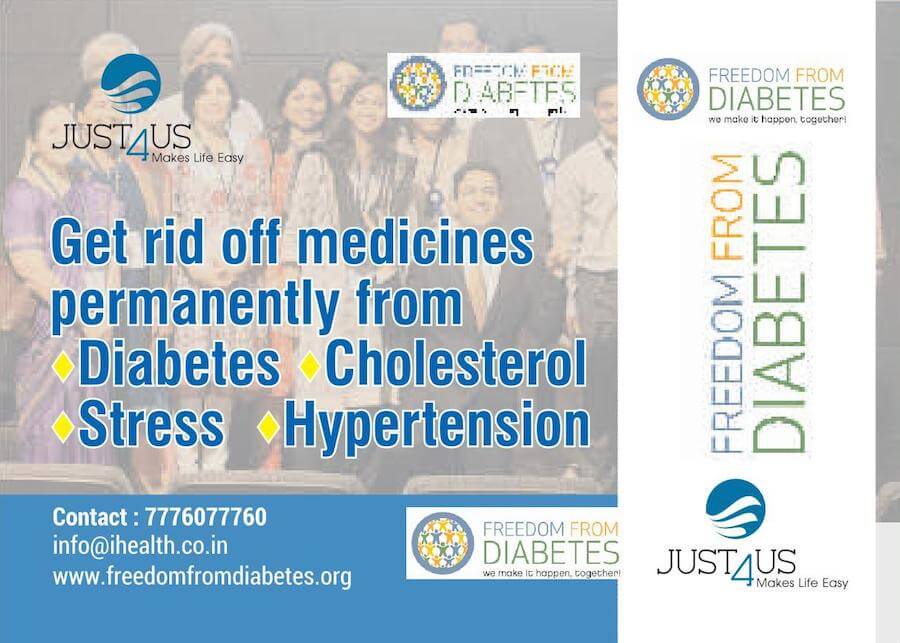 JUST4US
Makes Life Easy
FREEDOM FROM
DIABETES
Get rid off medicines
permanently from
Diabetes Cholesterol
Stress Hypertension
Contact : 7776077760
info@ihealth.co.in
www.freedomfromdiabetes.org
FREEDOM FROM
DIABETES
we make it happen, together!
FREEDOM FROM
DIABETES
we make it happen, together!
FREEDOM FROM
DIABETES
JUST4US
Makes Life Easy